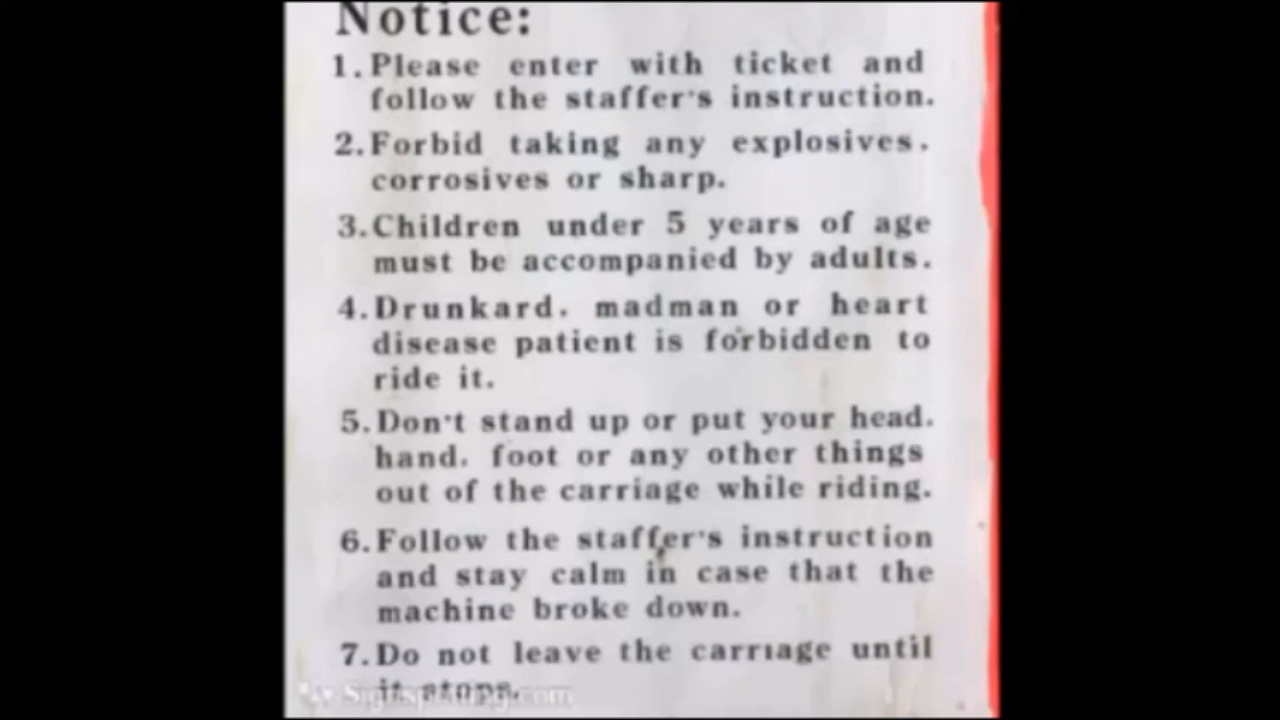 Notice:
1. Please enter with ticket and
follow the staffer's instruction.
2. Forbid taking any explosives.
corrosives or sharp.
3. Children under 5 years of age
must be accompanied by adults.
4. Drunkard. madman or heart
disease patient is forbidden to
ride it.
5. Don't stand up or put your head.
hand. foot or any other things
out of the carriage while riding.
6. Follow the staffer's instruction
and stay calm in case that the
machine broke down.
7. Do not leave the carriage until
it stops.